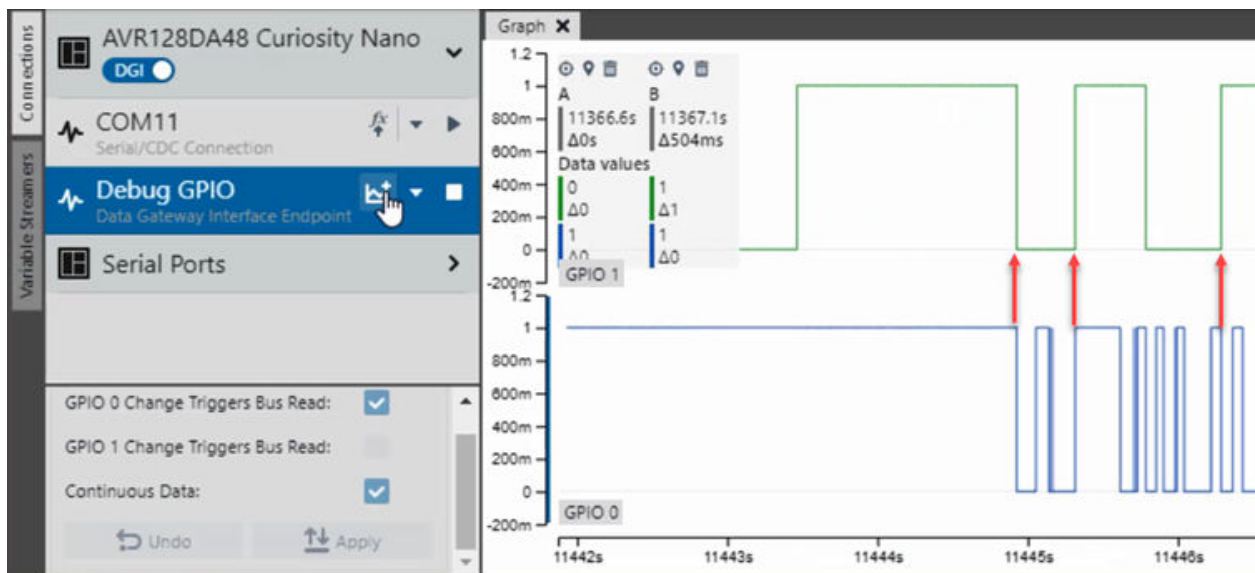 Connections
Variable Streamers
AVR128DA48 Curiosity Nano
DGI
COM11
Serial/CDC Connection
Debug GPIO
Data Gateway Interface Endpoint
Serial Ports
GPIO 0 Change Triggers Bus Read:
GPIO 1 Change Triggers Bus Read:
Continuous Data:
Undo
Apply
Graph
1.2
1
800m
600m
400m
200m
0
-200m
A
B
11366.6s
11367.1s
Δ0s
Δ504ms
Data values
0
1
Δ0
Δ1
1
1
Δ0
Δ0
GPIO 1
1.2
1
800m
600m
400m
200m
0
-200m
GPIO 0
11442s
11443s
11444s
11445s
11446s